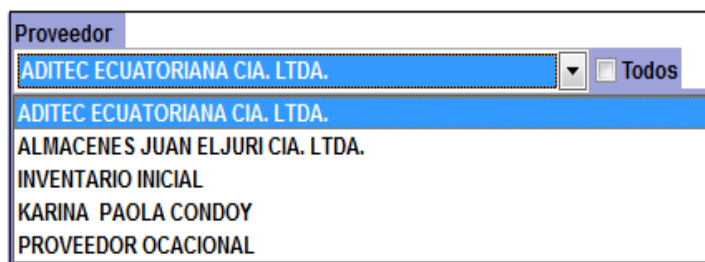 Proveedor
ADITEC ECUATORIANA CIA. LTDA. Todos
ADITEC ECUATORIANA CIA. LTDA.
ALMACENES JUAN ELJURI CIA. LTDA.
INVENTARIO INICIAL
KARINA PAOLA CONDOY
PROVEEDOR OCACIONAL